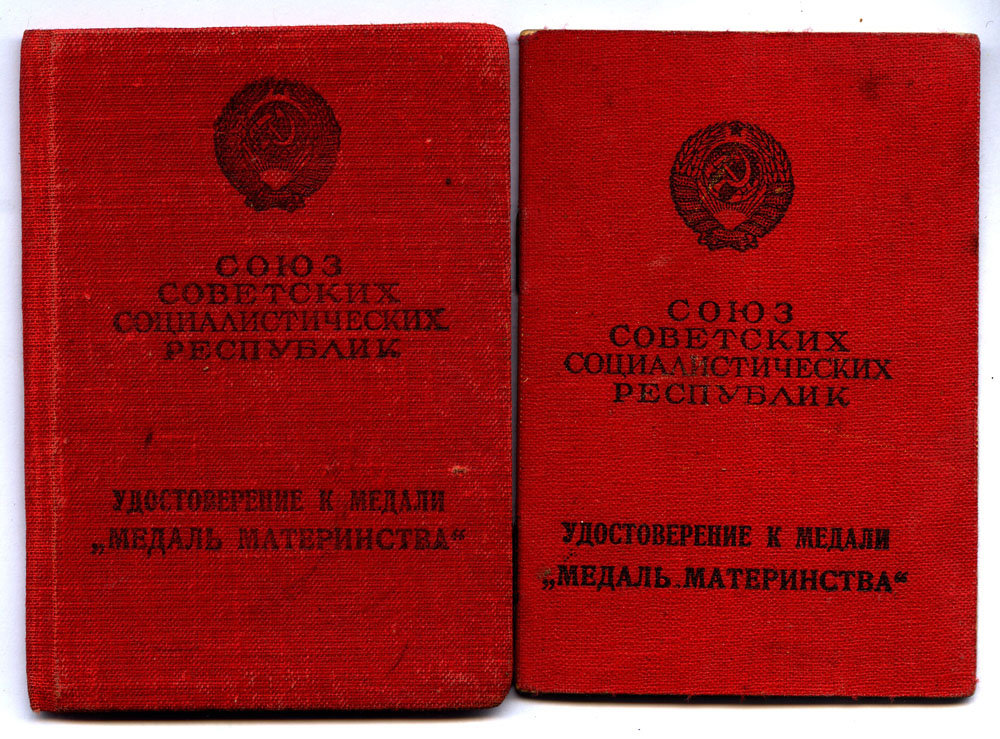 СОЮЗ
СОВЕТСКИХ
СОЦИАЛИСТИЧЕСКИХ
РЕСПУБЛИК
УДОСТОВЕРЕНИЕ К МЕДАЛИ
„МЕДАЛЬ МАТЕРИНСТВА“
СОЮЗ
СОВЕТСКИХ
СОЦИАЛИСТИЧЕСКИХ
РЕСПУБЛИК
УДОСТОВЕРЕНИЕ К МЕДАЛИ
„МЕДАЛЬ МАТЕРИНСТВА“